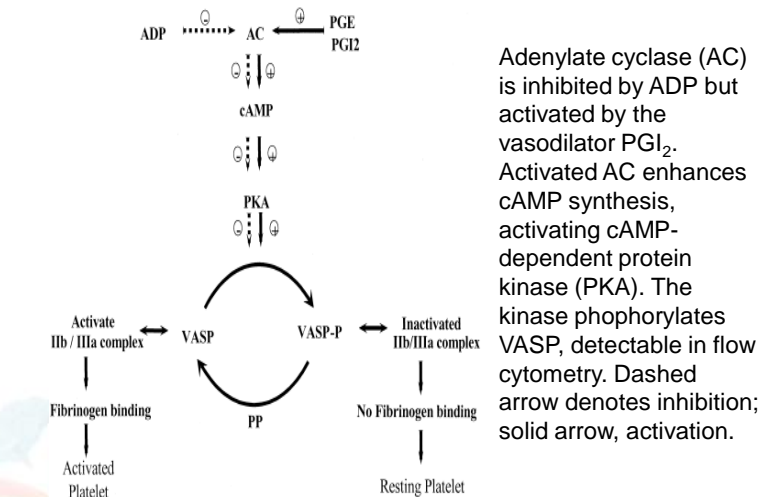 ADP
⊖
AC
⊕
PGE
PGI2
⊖ ⊕
cAMP
⊖ ⊕
PKA
⊖ ⊕
Activate
IIb / IIIa complex
VASP
VASP-P
Inactivated
IIb/IIIa complex
Fibrinogen binding
PP
No Fibrinogen binding
Activated
Platelet
Resting Platelet
Adenylate cyclase (AC)
is inhibited by ADP but
activated by the
vasodilator PGI₂.
Activated AC enhances
cAMP synthesis,
activating cAMP-
dependent protein
kinase (PKA). The
kinase phophorylates
VASP, detectable in flow
cytometry. Dashed
arrow denotes inhibition;
solid arrow, activation.